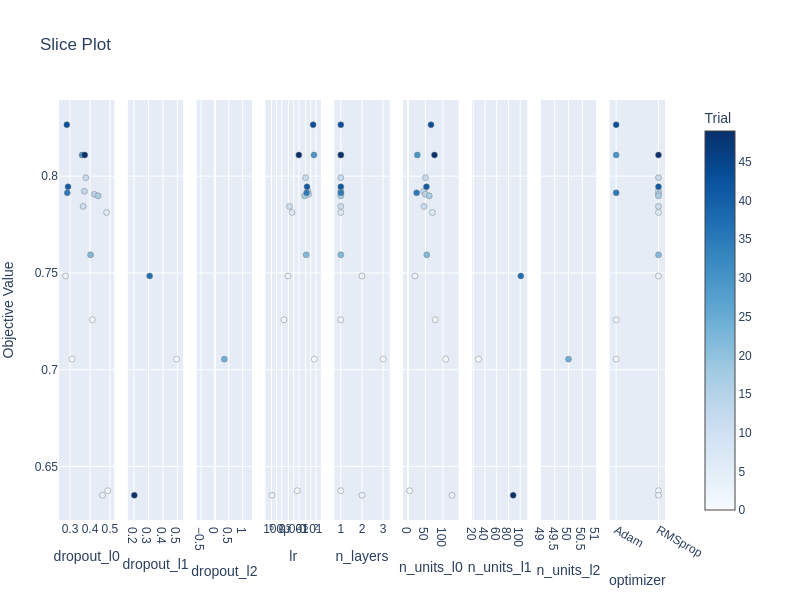 Slice Plot
Trial
Objective Value
0.8
0.75
0.7
0.65
45
40
35
30
25
20
15
10
5
0
0.3 0.4 0.5
dropout_l0
0.2 0.3 0.4 0.5
dropout_l1
−0.5 0 0.5 1
dropout_l2
lr
1 2 3
n_layers
0 50 100
n_units_l0
20 40 60 80 100
n_units_l1
49 49.5 50 50.5 51
n_units_l2
Adam RMSprop
optimizer